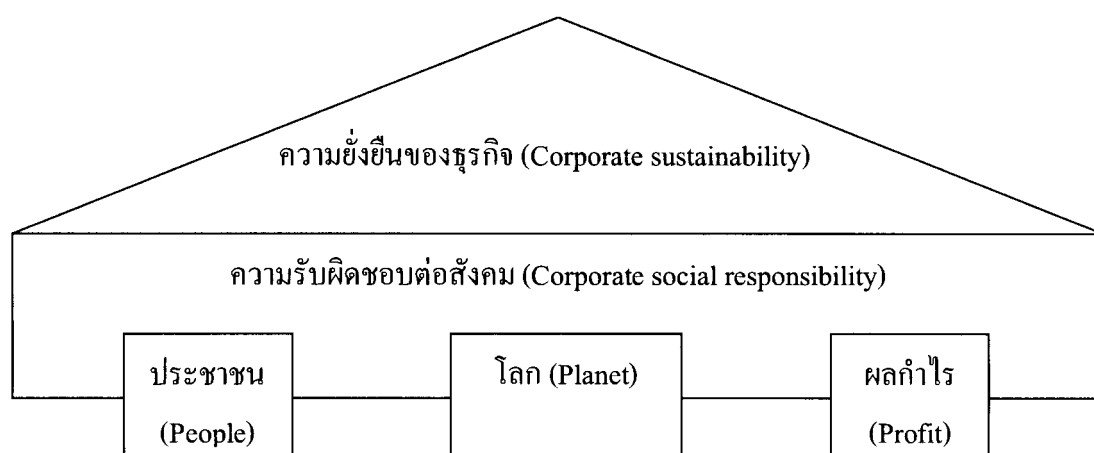 ความยั่งยืนของธุรกิจ (Corporate sustainability)
ความรับผิดชอบต่อสังคม (Corporate social responsibility)
ประชาชน
(People)
โลก (Planet)
ผลกำไร
(Profit)